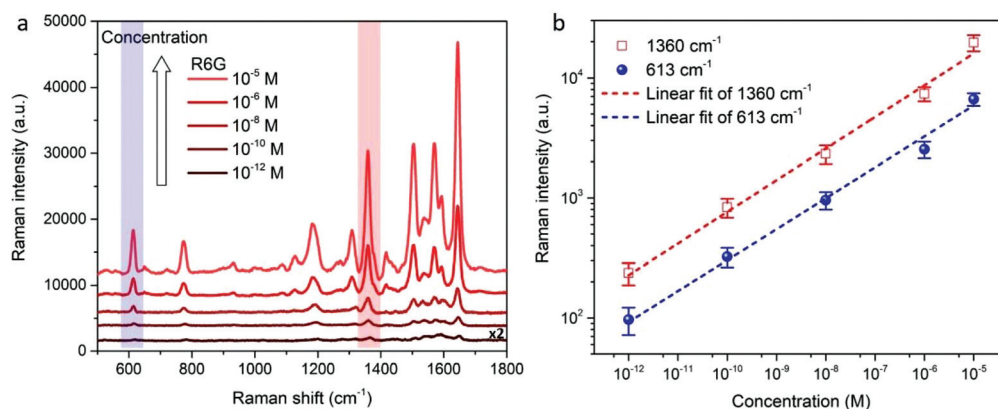 a
50000
40000
30000
20000
10000
0
Raman intensity (a.u.)
Concentration
R6G
10⁻⁵ M
10⁻⁶ M
10⁻⁸ M
10⁻¹⁰ M
10⁻¹² M
x2
600 800 1000 1200 1400 1600 1800
Raman shift (cm⁻¹)
b
10⁴
10³
10²
Raman intensity (a.u.)
1360 cm⁻¹
613 cm⁻¹
Linear fit of 1360 cm⁻¹
Linear fit of 613 cm⁻¹
10⁻¹² 10⁻¹¹ 10⁻¹⁰ 10⁻⁹ 10⁻⁸ 10⁻⁷ 10⁻⁶ 10⁻⁵
Concentration (M)